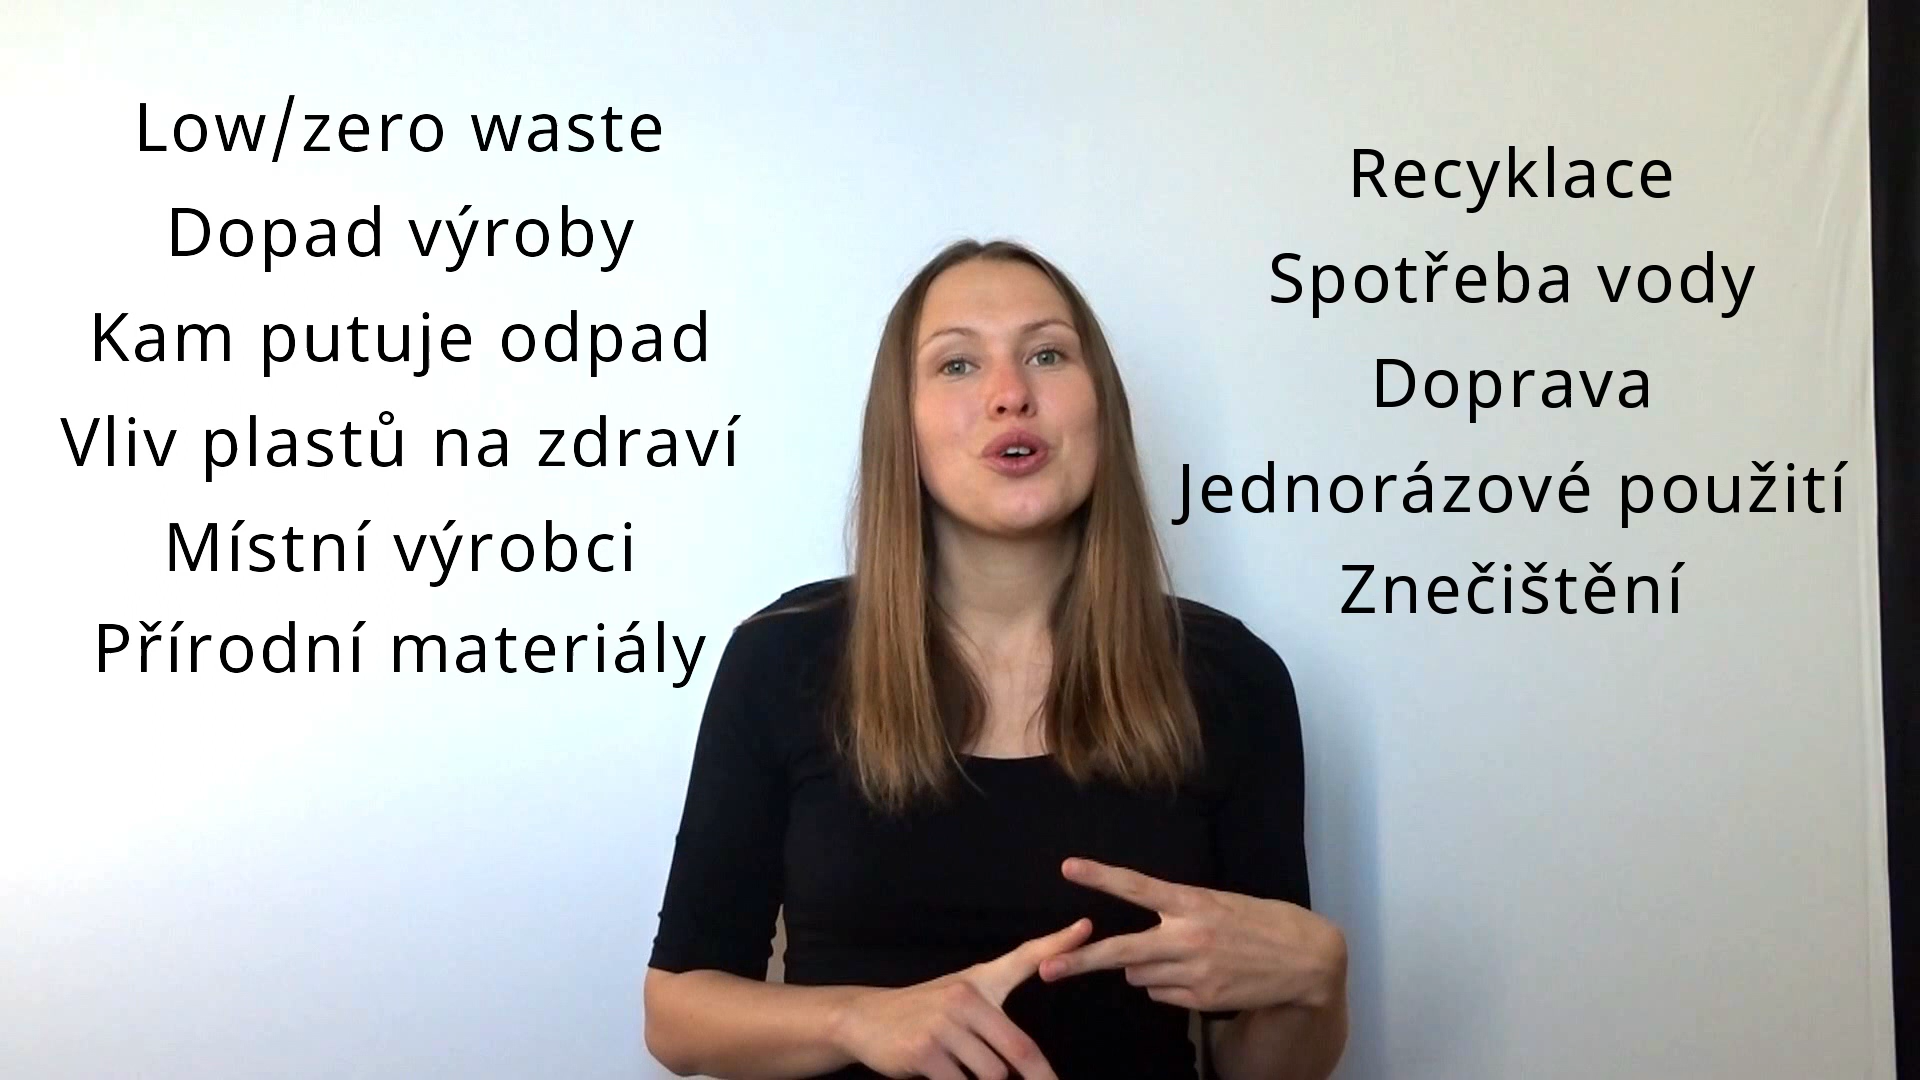 Low/zero waste
Dopad výroby
Kam putuje odpad
Vliv plastů na zdraví
Místní výrobci
Přírodní materiály
Recyklace
Spotřeba vody
Doprava
Jednorázové použití
Znečištění